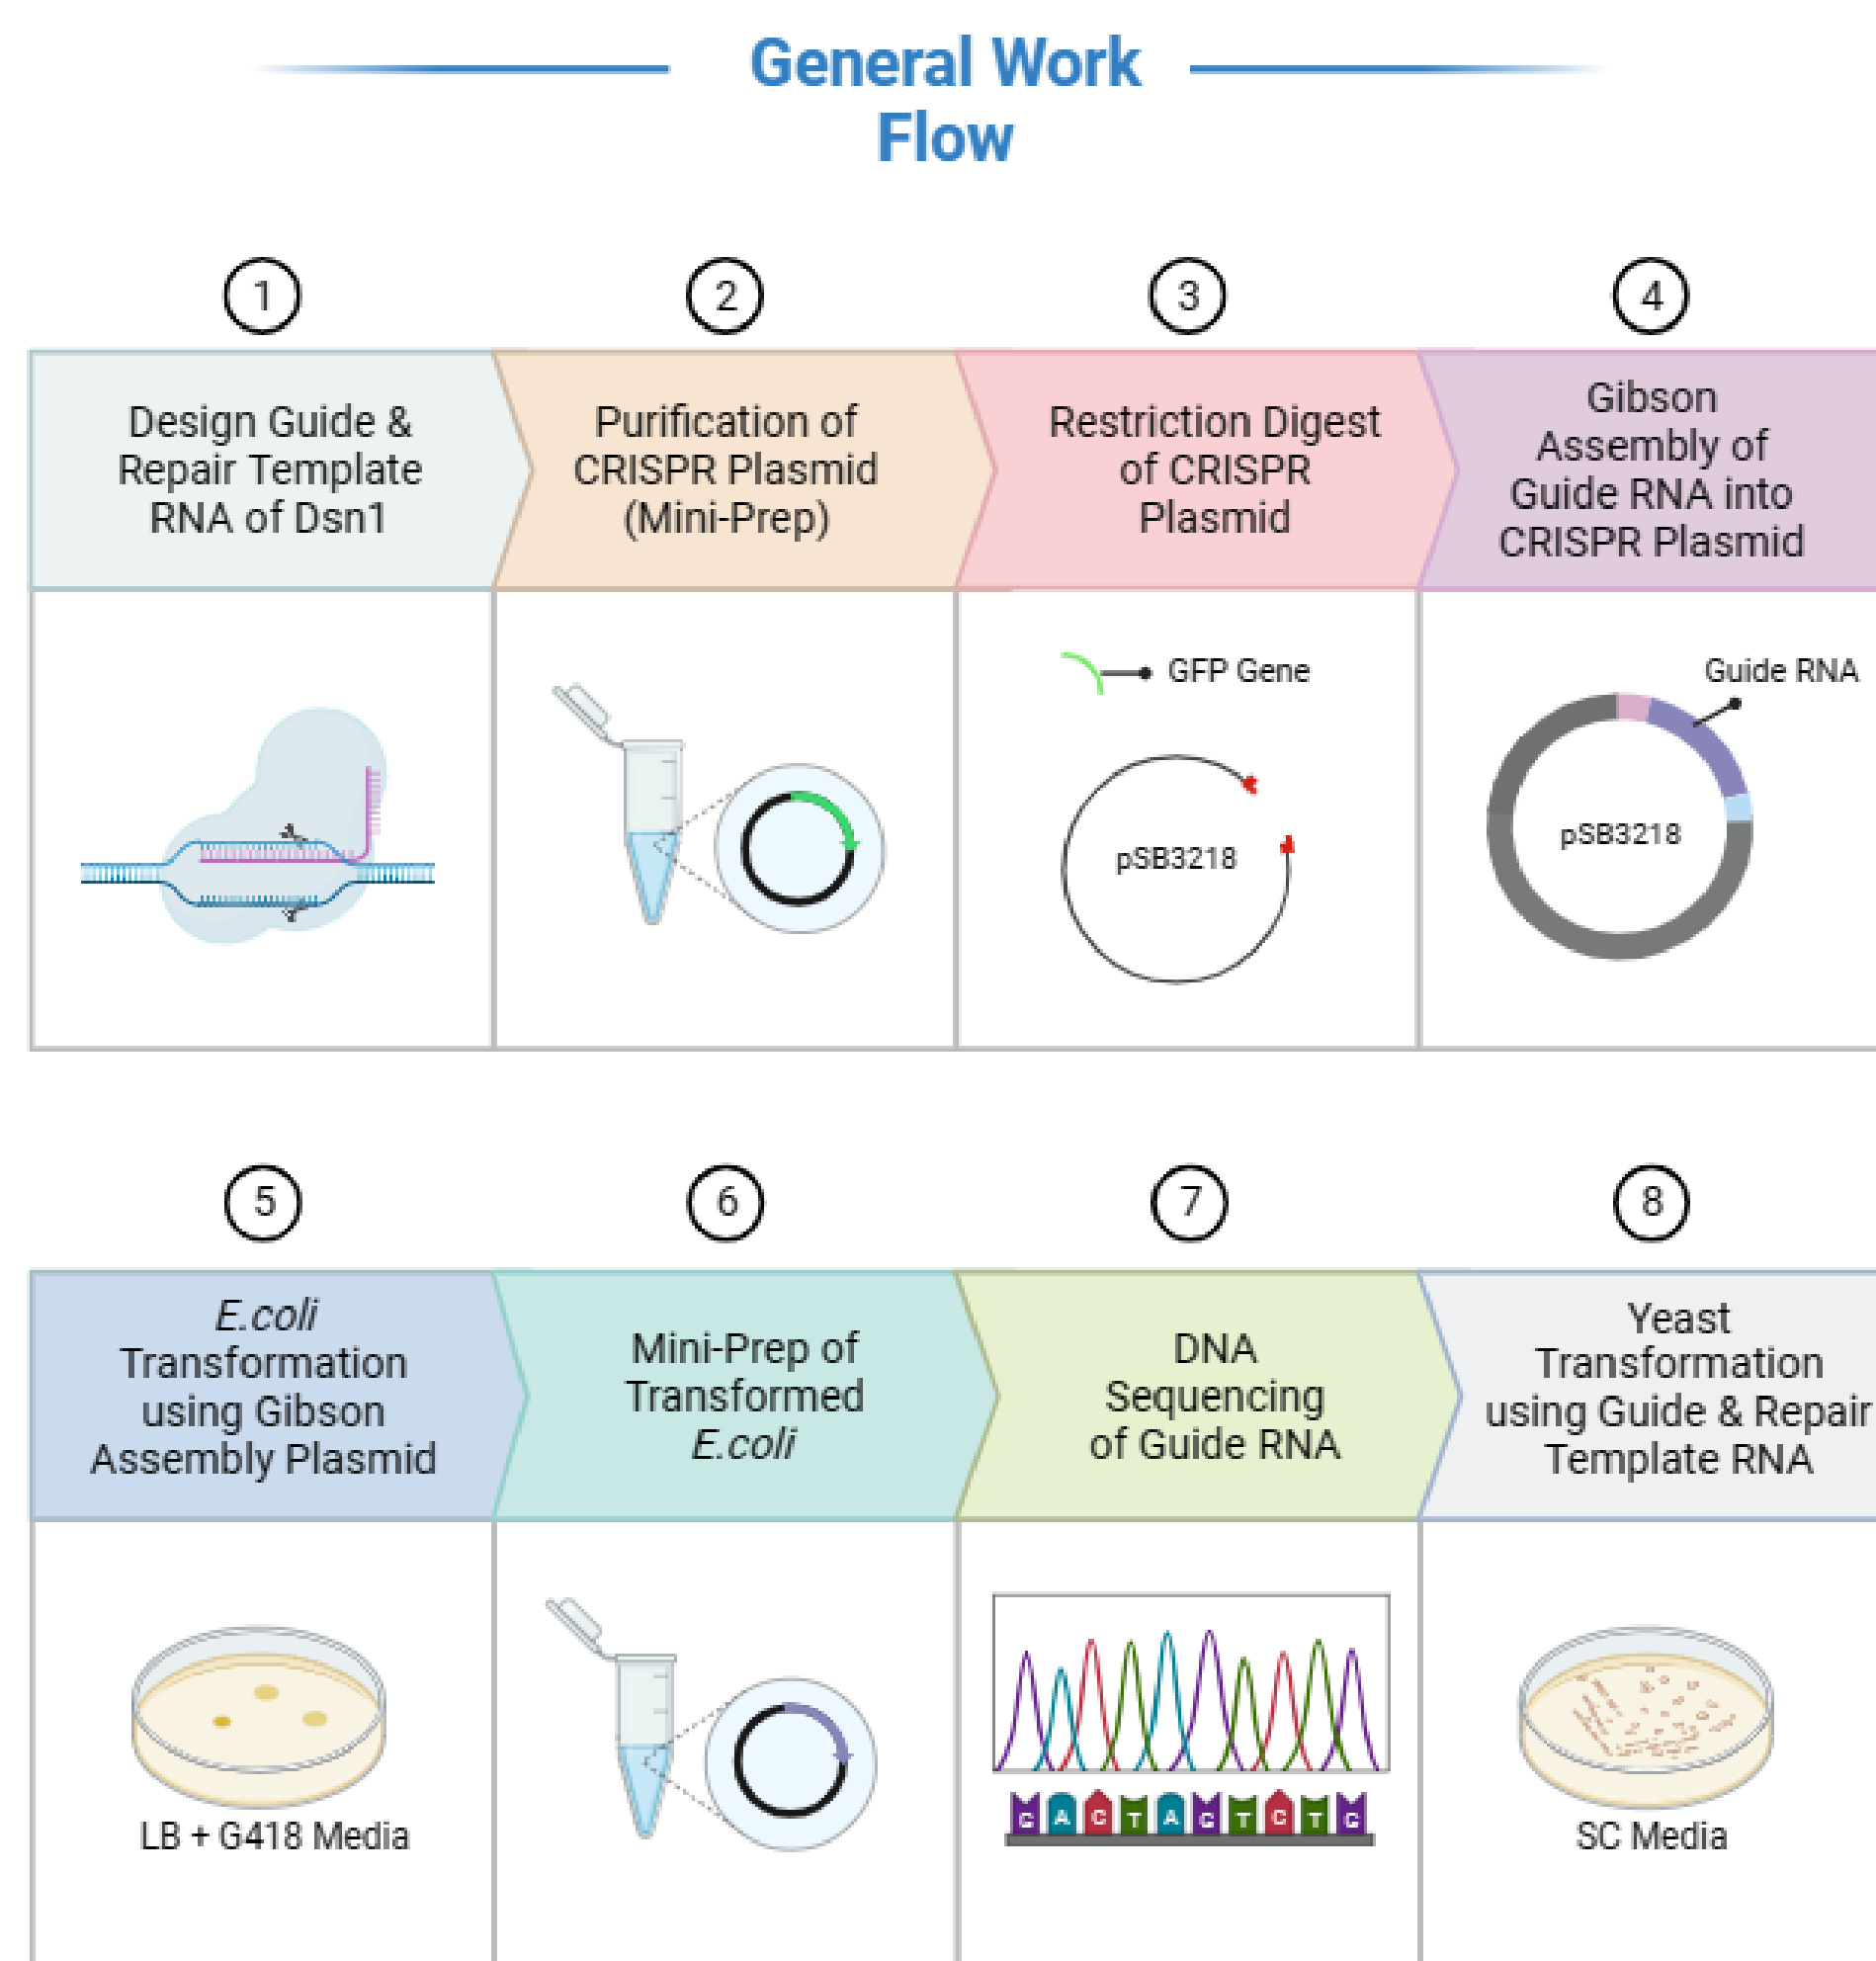 General Work
Flow
1
2
3
4
Design Guide &
Repair Template
RNA of Dsn1
Purification of
CRISPR Plasmid
(Mini-Prep)
Restriction Digest
of CRISPR
Plasmid
Gibson
Assembly of
Guide RNA into
CRISPR Plasmid
GFP Gene
pSB3218
Guide RNA
pSB3218
5
6
7
8
E.coli
Transformation
using Gibson
Assembly Plasmid
Mini-Prep of
Transformed
E.coli
DNA
Sequencing
of Guide RNA
Yeast
Transformation
using Guide & Repair
Template RNA
LB + G418 Media
G A C T A G T C T G
SC Media